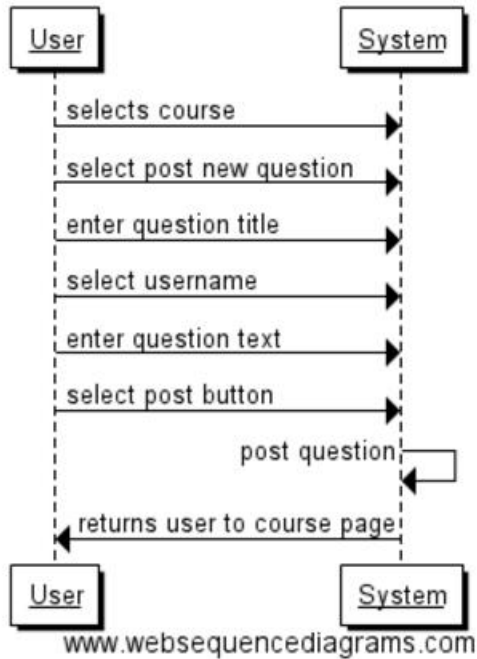 User System
selects course
select post new question
enter question title
select username
enter question text
select post button
post question
returns user to course page
User System
www.websequencediagrams.com